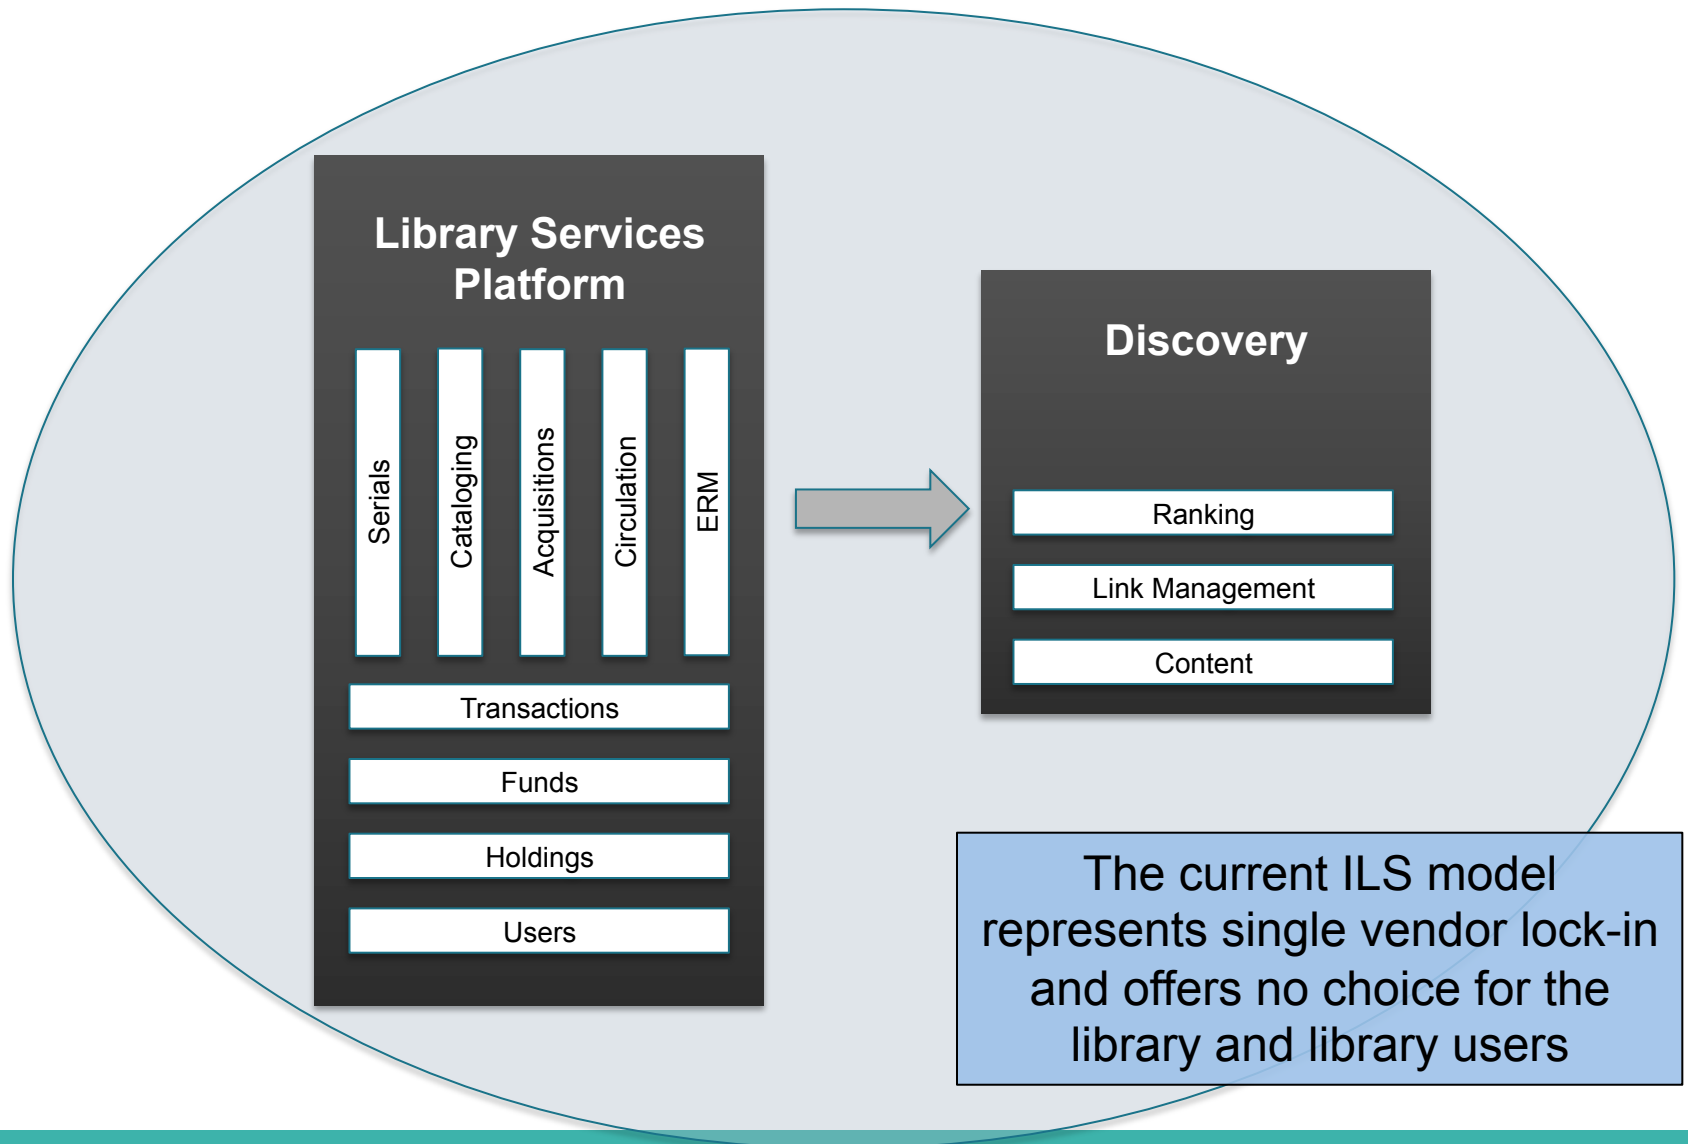 Library Services
Platform
Serials
Cataloging
Acquisitions
Circulation
ERM
Transactions
Funds
Holdings
Users
Discovery
Ranking
Link Management
Content
The current ILS model
represents single vendor lock-in
and offers no choice for the
library and library users